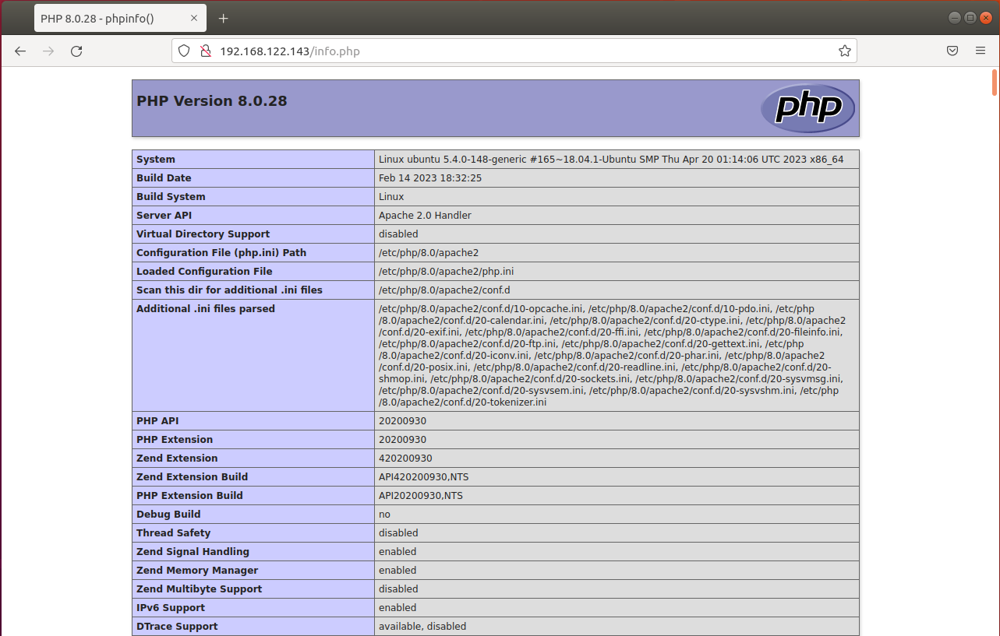 PHP 8.0.28 - phpinfo()
192.168.122.143/info.php
PHP Version 8.0.28
php
System Linux ubuntu 5.4.0-148-generic #165~18.04.1-Ubuntu SMP Thu Apr 20 01:14:06 UTC 2023 x86_64
Build Date Feb 14 2023 18:32:25
Build System Linux
Server API Apache 2.0 Handler
Virtual Directory Support disabled
Configuration File (php.ini) Path /etc/php/8.0/apache2
Loaded Configuration File /etc/php/8.0/apache2/php.ini
Scan this dir for additional .ini files /etc/php/8.0/apache2/conf.d
Additional .ini files parsed /etc/php/8.0/apache2/conf.d/10-opcache.ini, /etc/php/8.0/apache2/conf.d/10-pdo.ini, /etc/php
/8.0/apache2/conf.d/20-calendar.ini, /etc/php/8.0/apache2/conf.d/20-ctype.ini, /etc/php/8.0/apache2
/conf.d/20-exif.ini, /etc/php/8.0/apache2/conf.d/20-ffi.ini, /etc/php/8.0/apache2/conf.d/20-fileinfo.ini,
/etc/php/8.0/apache2/conf.d/20-ftp.ini, /etc/php/8.0/apache2/conf.d/20-gettext.ini, /etc/php
/8.0/apache2/conf.d/20-iconv.ini, /etc/php/8.0/apache2/conf.d/20-phar.ini, /etc/php/8.0/apache2
/conf.d/20-posix.ini, /etc/php/8.0/apache2/conf.d/20-readline.ini, /etc/php/8.0/apache2/conf.d/20-
shmop.ini, /etc/php/8.0/apache2/conf.d/20-sockets.ini, /etc/php/8.0/apache2/conf.d/20-sysvmsg.ini,
/etc/php/8.0/apache2/conf.d/20-sysvsem.ini, /etc/php/8.0/apache2/conf.d/20-sysvshm.ini, /etc/php
/8.0/apache2/conf.d/20-tokenizer.ini
PHP API 20200930
PHP Extension 20200930
Zend Extension 420200930
Zend Extension Build API420200930,NTS
PHP Extension Build API20200930,NTS
Debug Build no
Thread Safety disabled
Zend Signal Handling enabled
Zend Memory Manager enabled
Zend Multibyte Support disabled
IPv6 Support enabled
DTrace Support available, disabled